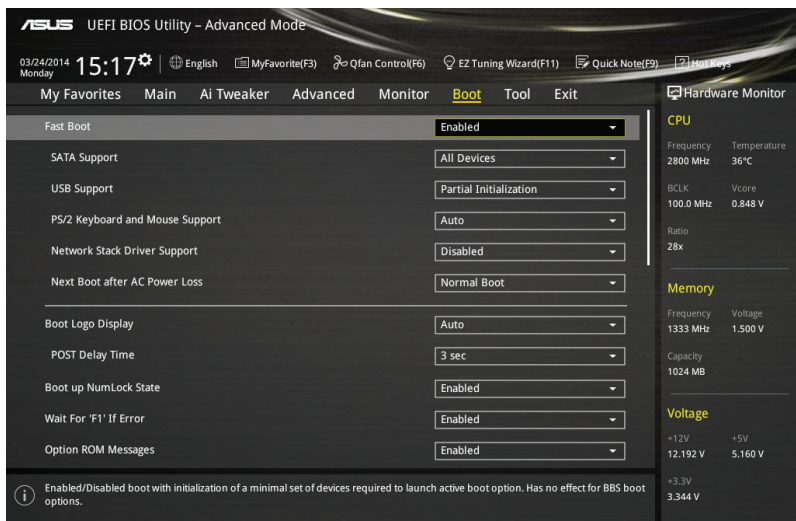 ASUS UEFI BIOS Utility – Advanced Mode
03/24/2014 Monday 15:17 English MyFavorite(F3) Qfan Control(F6) EZ Tuning Wizard(F11) Quick Note(F9) ? Hot Keys
My Favorites Main Ai Tweaker Advanced Monitor Boot Tool Exit
Fast Boot Enabled
SATA Support All Devices
USB Support Partial Initialization
PS/2 Keyboard and Mouse Support Auto
Network Stack Driver Support Disabled
Next Boot after AC Power Loss Normal Boot
Boot Logo Display Auto
POST Delay Time 3 sec
Boot up NumLock State Enabled
Wait For 'F1' If Error Enabled
Option ROM Messages Enabled
Hardware Monitor
CPU
Frequency Temperature
2800 MHz 36°C
BCLK Vcore
100.0 MHz 0.848 V
Ratio
28x
Memory
Frequency Voltage
1333 MHz 1.500 V
Capacity
1024 MB
Voltage
+12V +5V
12.192 V 5.160 V
+3.3V
3.344 V
i
Enabled/Disabled boot with initialization of a minimal set of devices required to launch active boot option. Has no effect for BBS boot
options.